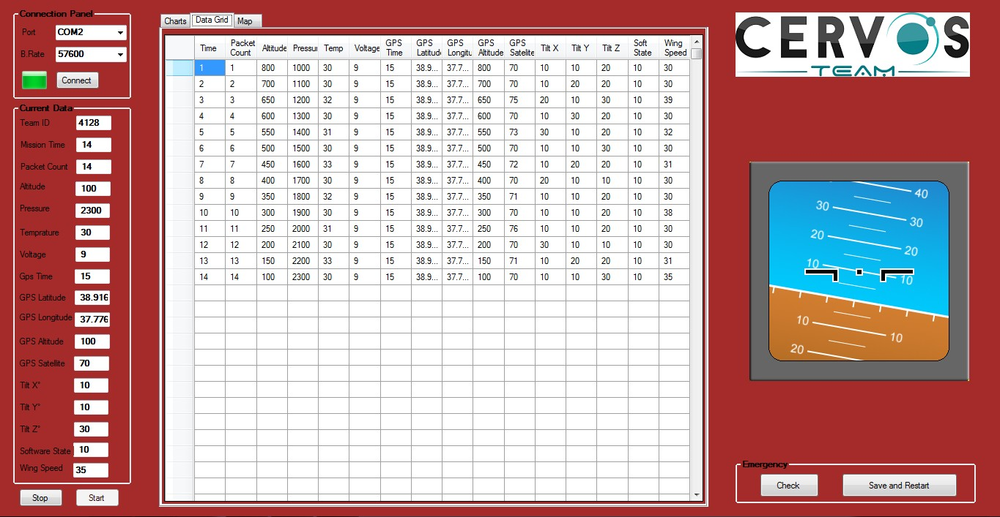 Connection Panel
Port COM2
B.Rate 57600
Connect
Current Data
Team ID 4128
Mission Time 14
Packet Count 14
Altitude 100
Pressure 2300
Temprature 30
Voltage 9
Gps Time 15
GPS Latitude 38.916
GPS Longitude 37.776
GPS Altitude 100
GPS Satellite 70
Tilt X° 10
Tilt Y° 10
Tilt Z° 30
Software State 10
Wing Speed 35
Stop Start
Charts Data Grid Map
Time Packet Count Altitude Pressur Temp Voltage GPS Time GPS Latitud GPS Longitu GPS Altitude GPS Satellite Tilt X Tilt Y Tilt Z Soft State Wing Speed
1 1 800 1000 30 9 15 38.9... 37.7... 800 70 10 10 20 10 30
2 2 700 1100 30 9 15 38.9... 37.7... 700 70 10 10 20 10 30
3 3 650 1200 32 9 15 38.9... 37.7... 650 75 20 10 30 10 39
4 4 600 1300 30 9 15 38.9... 37.7... 600 70 10 30 20 10 30
5 5 550 1400 31 9 15 38.9... 37.7... 550 73 30 10 20 10 32
6 6 500 1500 30 9 15 38.9... 37.7... 500 70 10 10 30 10 30
7 7 450 1600 33 9 15 38.9... 37.7... 450 72 10 20 20 10 31
8 8 400 1700 30 9 15 38.9... 37.7... 400 70 20 10 10 10 30
9 9 350 1800 32 9 15 38.9... 37.7... 350 71 10 10 20 10 30
10 10 300 1900 30 9 15 38.9... 37.7... 300 70 10 10 20 10 38
11 11 250 2000 31 9 15 38.9... 37.7... 250 76 10 10 20 10 30
12 12 200 2100 30 9 15 38.9... 37.7... 200 70 30 10 10 10 30
13 13 150 2200 33 9 15 38.9... 37.7... 150 71 10 20 20 10 31
14 14 100 2300 30 9 15 38.9... 37.7... 100 70 10 10 30 10 35
CERVOS
TEAM
40
30 30
20 20
10 10
10 10
20
Emergency
Check Save and Restart